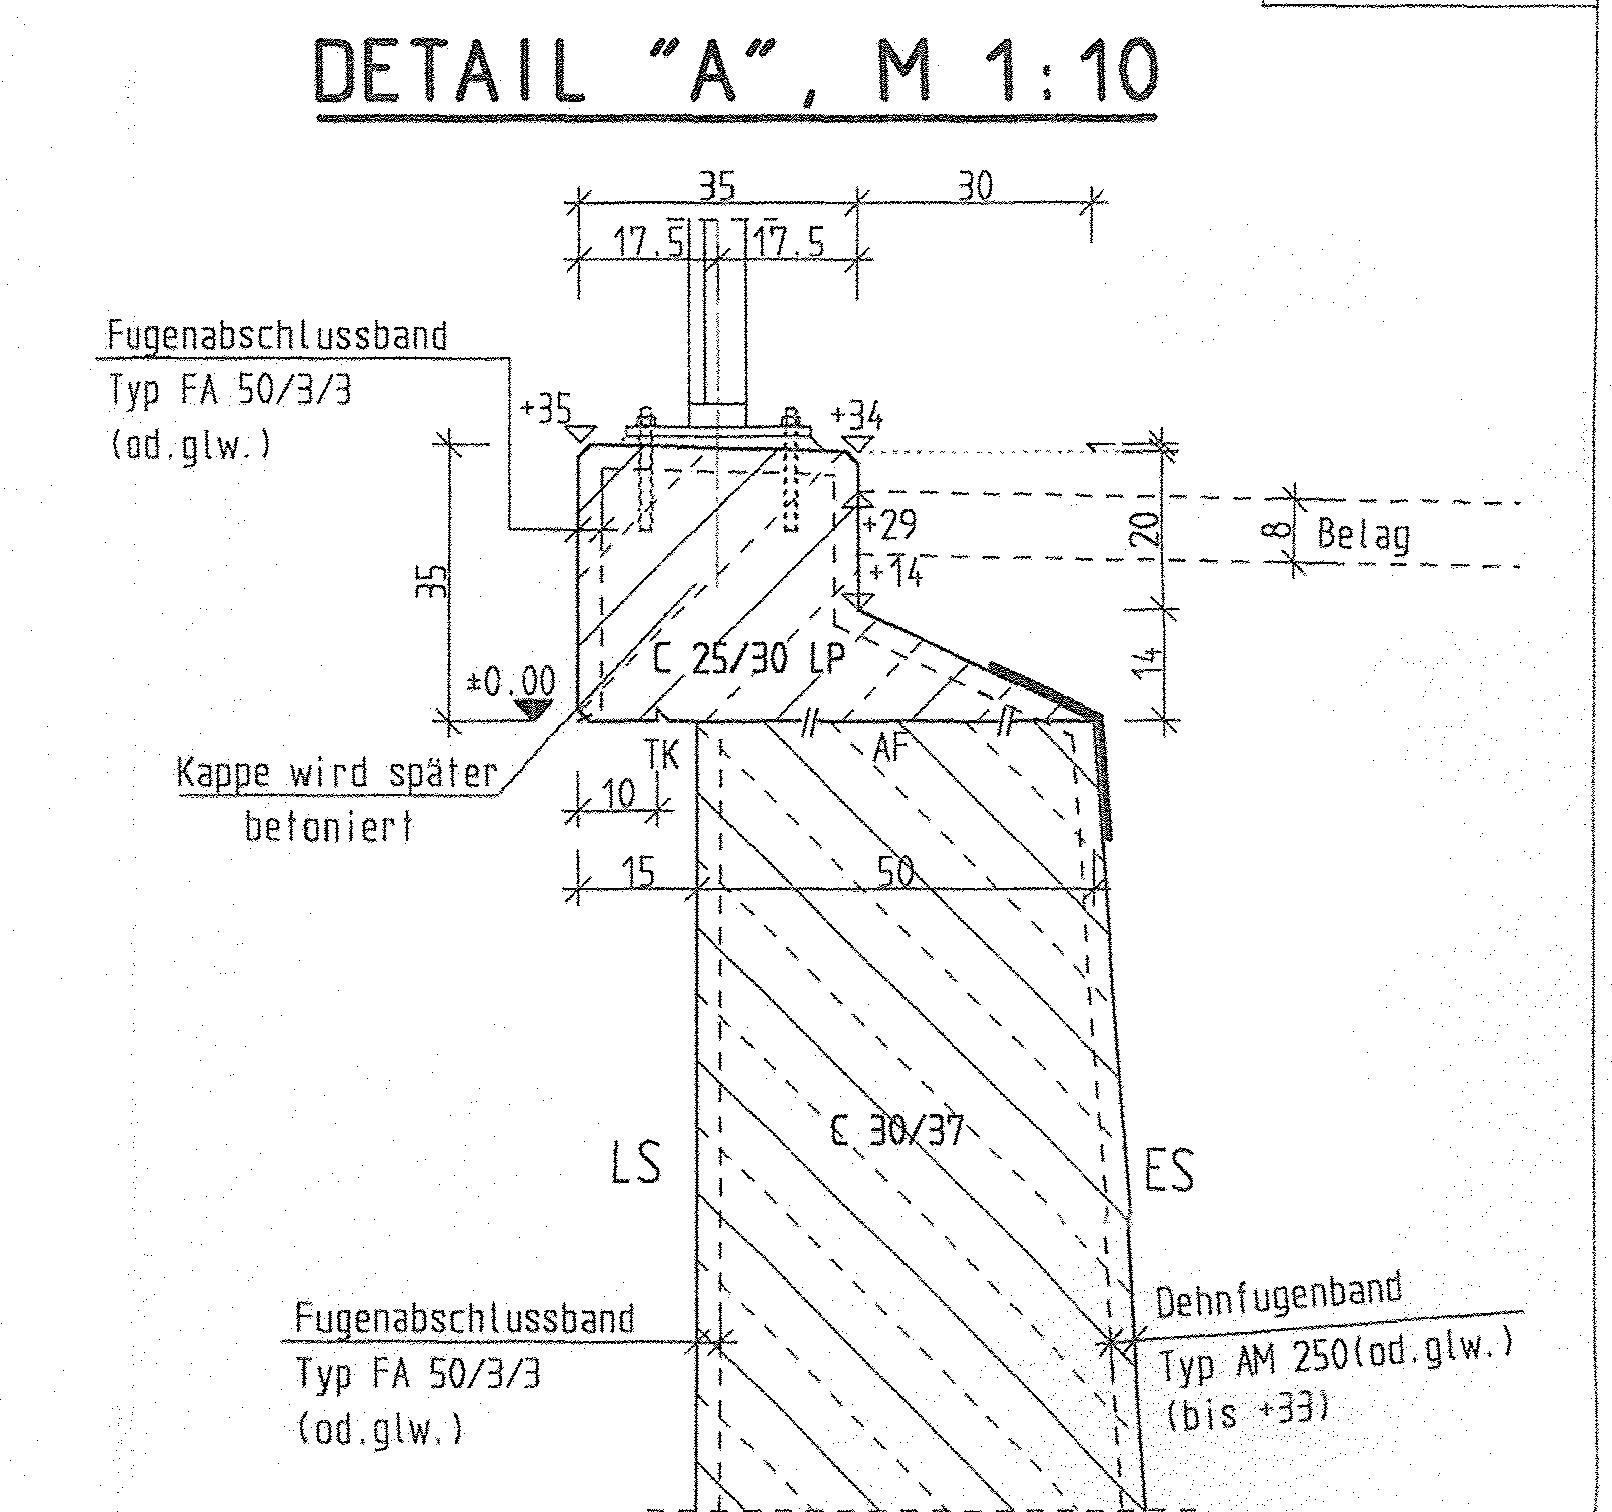 DETAIL "A", M 1:10
35 30
17.5 17.5
Fugenabschlussband
Typ FA 50/3/3
(od.glw.)
+35 +34
1
+29
20
8 Belag
+14
35
C 25/30 LP
14
±0.00
TK AF
Kappe wird später
betoniert
10
15 50
C 30/37
LS ES
Fugenabschlussband
Typ FA 50/3/3
(od.glw.)
Dehnfugenband
Typ AM 250(od.glw.)
(bis +33)